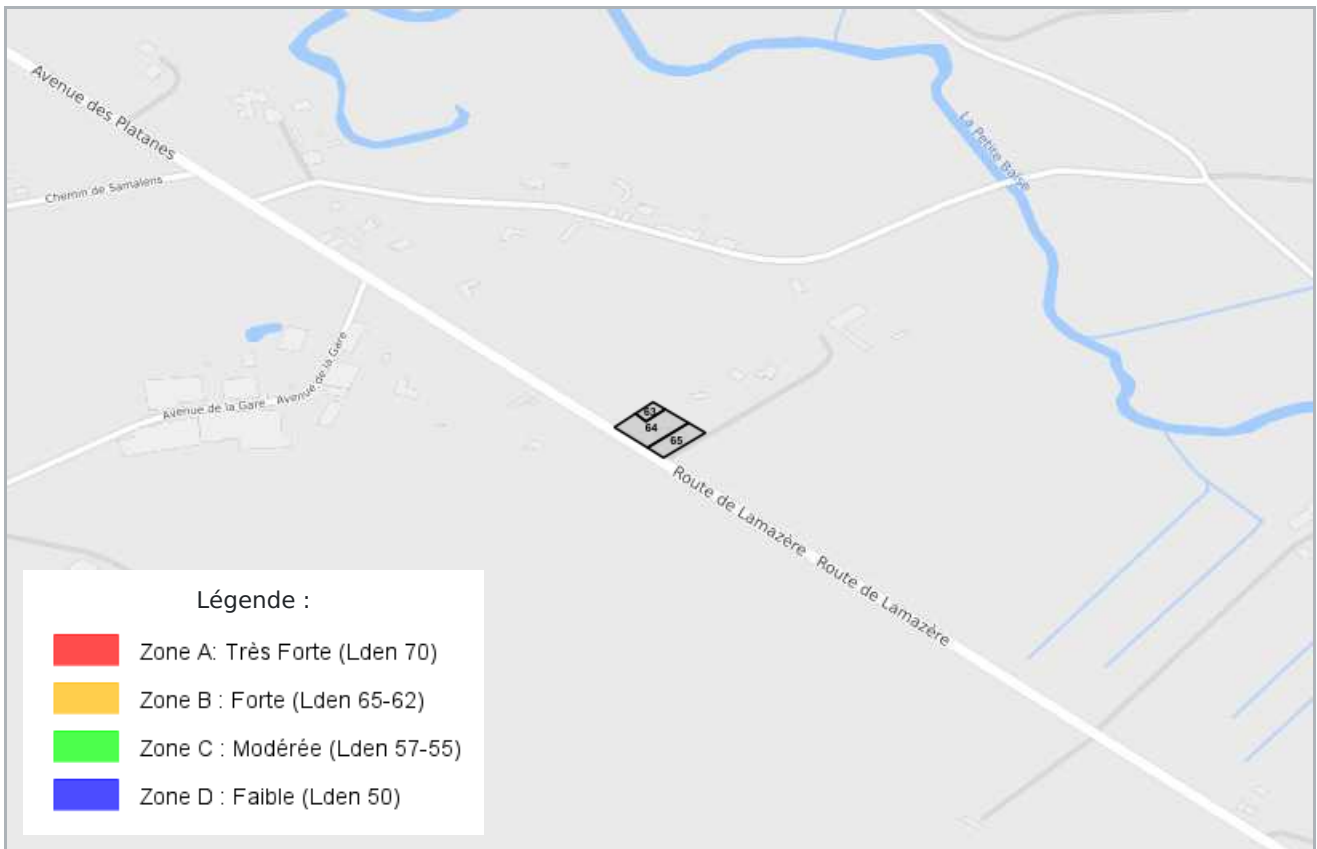 Avenue des Platanes
Chemin de Samalens
La Petite Baïse
Avenue de la Gare
Avenue de la Gare
63
64
65
Route de Lamazère
Route de Lamazère
Légende :
Zone A: Très Forte (Lden 70)
Zone B : Forte (Lden 65-62)
Zone C : Modérée (Lden 57-55)
Zone D : Faible (Lden 50)